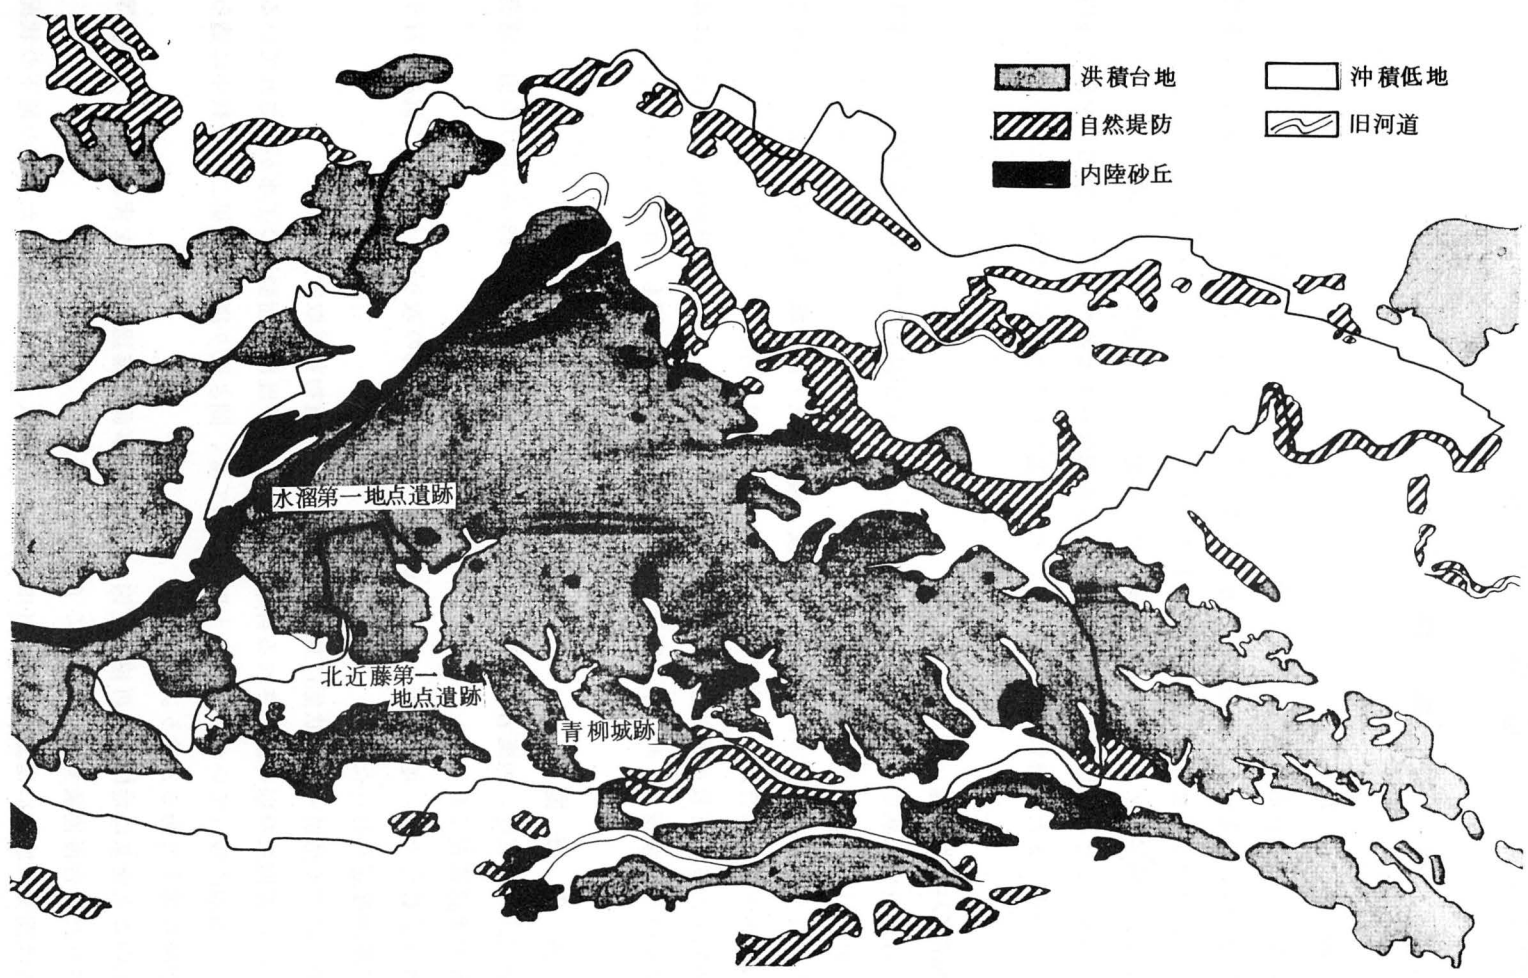 洪積台地
沖積低地
自然堤防
旧河道
内陸砂丘
水溜第一地点遺跡
北近藤第一
地点遺跡
青柳城跡